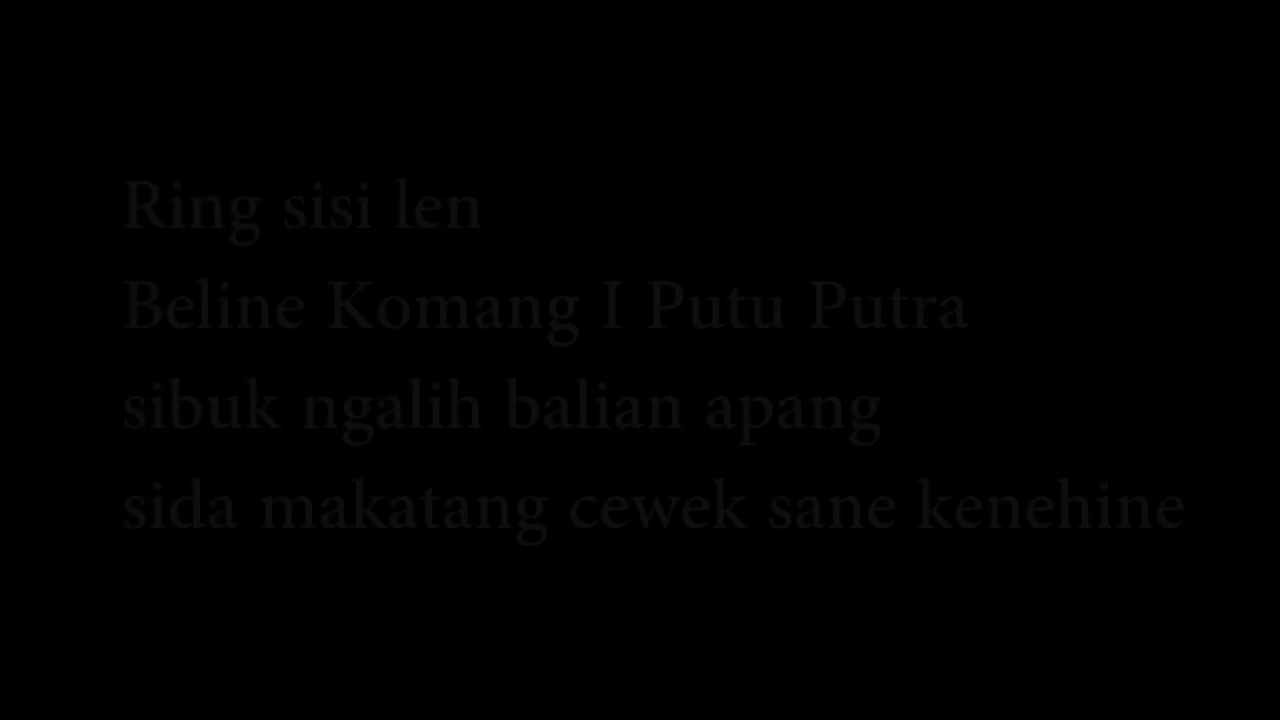 Ring sisi len
Beline Komang I Putu Putra
sibuk ngalih balian apang
sida makatang cewek sane kenehine